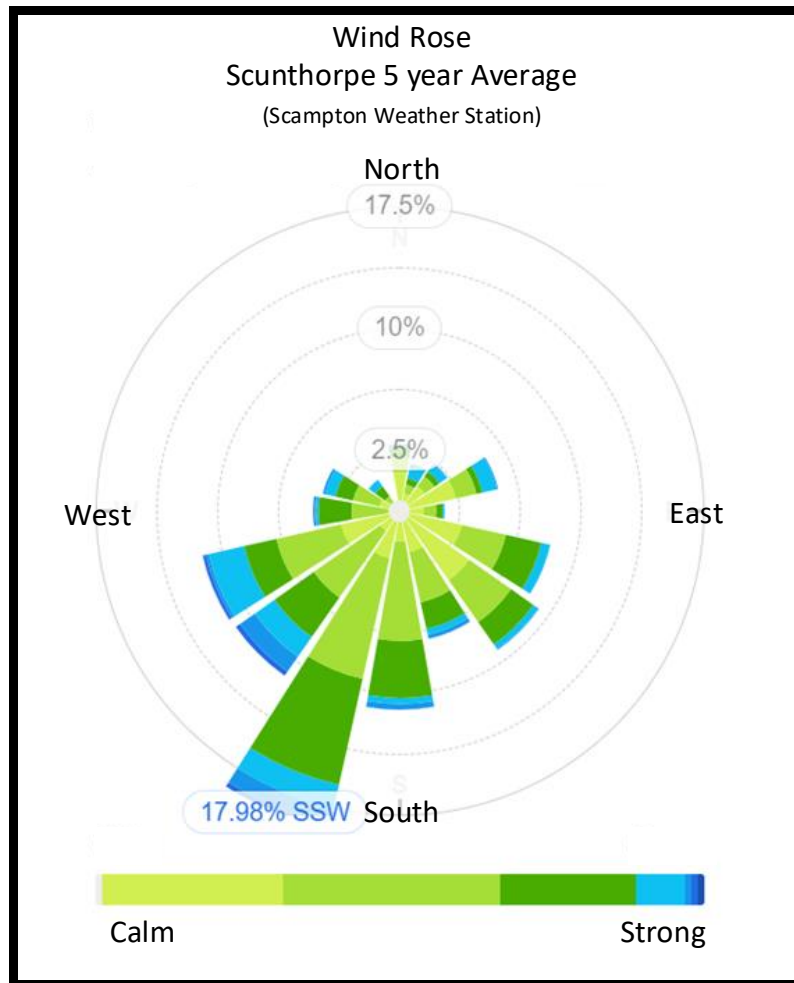 Wind Rose
Scunthorpe 5 year Average
(Scampton Weather Station)
North
17.5%
N
10%
2.5%
West
East
S
17.98% SSW
South
Calm
Strong